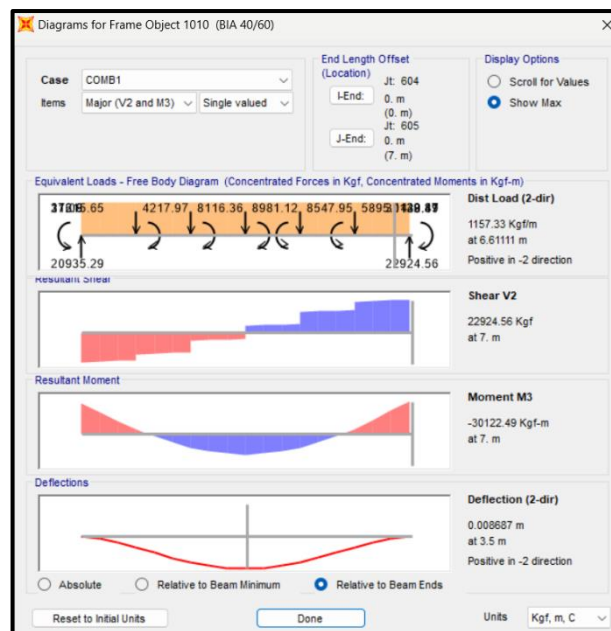 Diagrams for Frame Object 1010 (BIA 40/60)
Case COMB1
Items Major (V2 and M3) Single valued
End Length Offset
(Location)
Jt: 604
I-End: 0. m
(0. m)
Jt: 605
J-End: 0. m
(7. m)
Display Options
Scroll for Values
Show Max
Equivalent Loads - Free Body Diagram (Concentrated Forces in Kgf, Concentrated Moments in Kgf-m)
4217.97 8116.36 8981.12 8547.95
20935.29 22924.56
Dist Load (2-dir)
1157.33 Kgf/m
at 6.61111 m
Positive in -2 direction
Resultant Shear
Shear V2
22924.56 Kgf
at 7. m
Resultant Moment
Moment M3
-30122.49 Kgf-m
at 7. m
Deflections
Deflection (2-dir)
0.008687 m
at 3.5 m
Positive in -2 direction
Absolute Relative to Beam Minimum Relative to Beam Ends
Reset to Initial Units Done Units Kgf, m, C